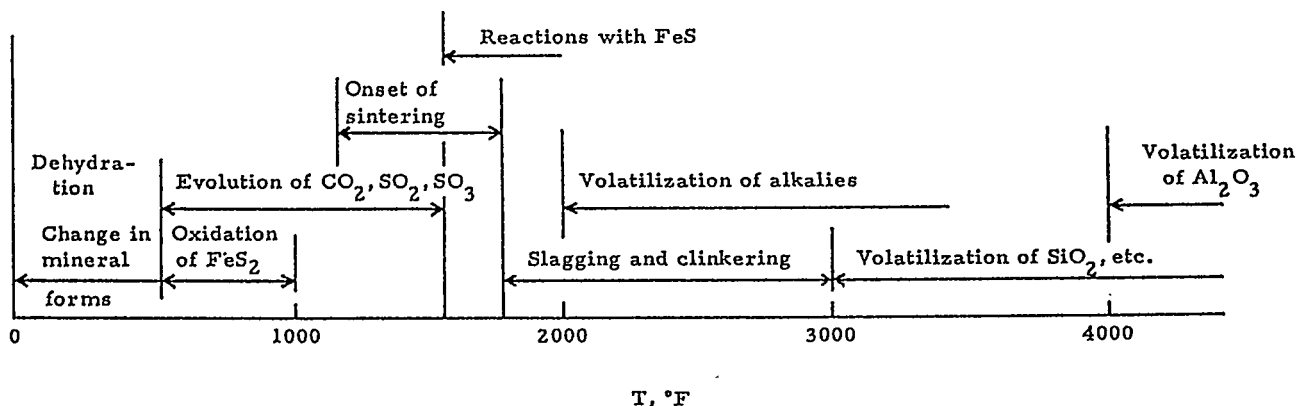 Reactions with FeS
Onset of
sintering
Dehydra-
tion
Evolution of CO2, SO2, SO3
Volatilization of alkalies
Volatilization
of Al2O3
Change in
mineral
forms
Oxidation
of FeS2
Slagging and clinkering
Volatilization of SiO2, etc.
0 1000 2000 3000 4000
T, °F